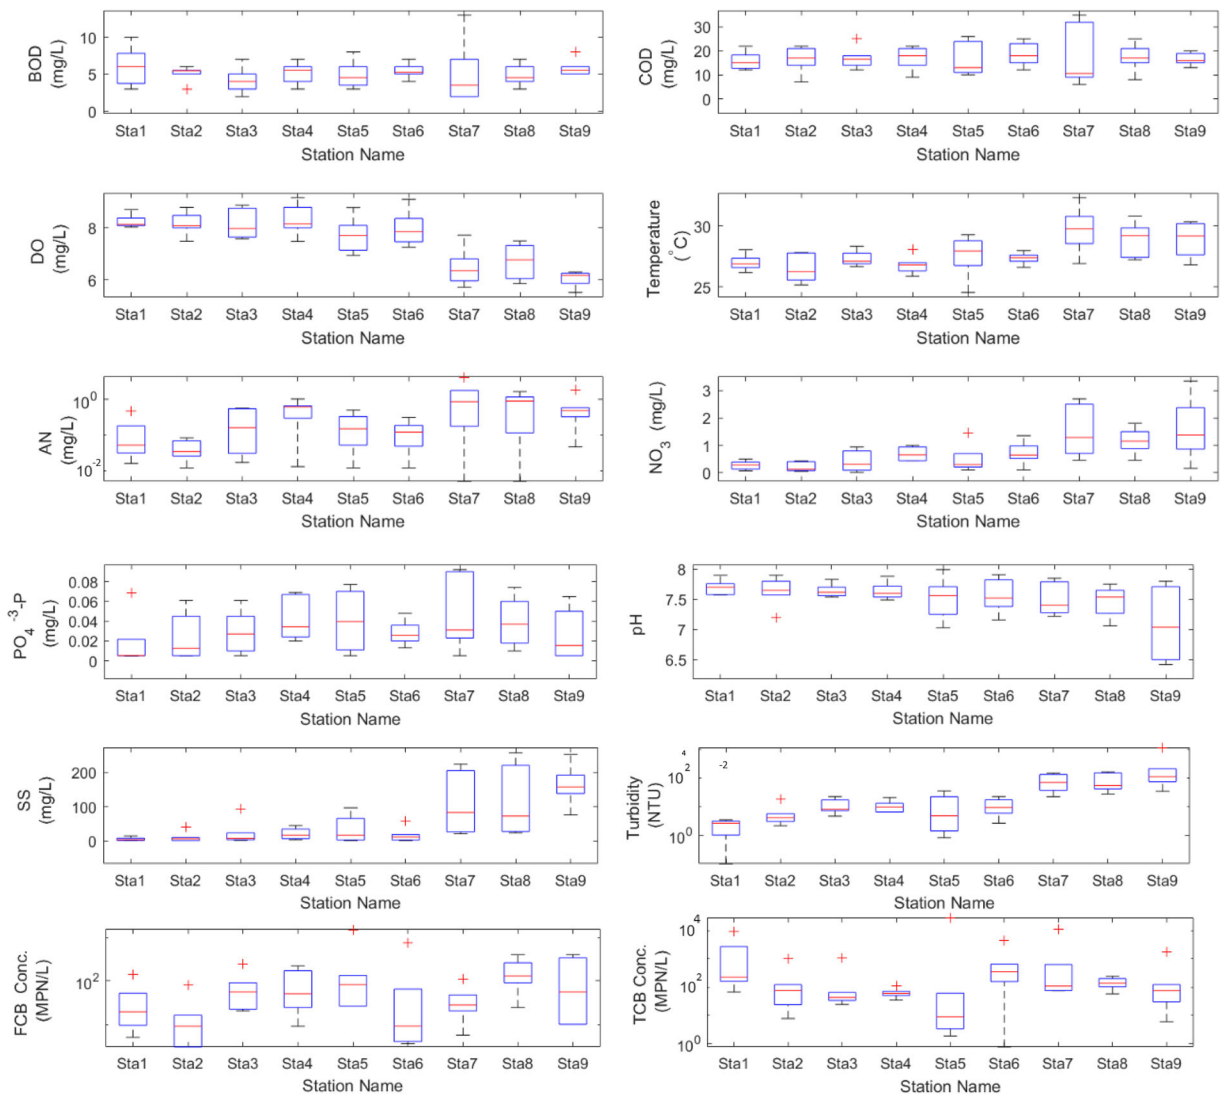 BOD
(mg/L)
10
5
0
Sta1 Sta2 Sta3 Sta4 Sta5 Sta6 Sta7 Sta8 Sta9
Station Name
COD
(mg/L)
30
20
10
0
Sta1 Sta2 Sta3 Sta4 Sta5 Sta6 Sta7 Sta8 Sta9
Station Name
DO
(mg/L)
8
6
Sta1 Sta2 Sta3 Sta4 Sta5 Sta6 Sta7 Sta8 Sta9
Station Name
Temperature
(°C)
30
25
Sta1 Sta2 Sta3 Sta4 Sta5 Sta6 Sta7 Sta8 Sta9
Station Name
AN
(mg/L)
10^0
10^-2
Sta1 Sta2 Sta3 Sta4 Sta5 Sta6 Sta7 Sta8 Sta9
Station Name
NO3 (mg/L)
3
2
1
0
Sta1 Sta2 Sta3 Sta4 Sta5 Sta6 Sta7 Sta8 Sta9
Station Name
PO4^-3-P
(mg/L)
0.08
0.06
0.04
0.02
0
Sta1 Sta2 Sta3 Sta4 Sta5 Sta6 Sta7 Sta8 Sta9
Station Name
pH
8
7.5
7
6.5
Sta1 Sta2 Sta3 Sta4 Sta5 Sta6 Sta7 Sta8 Sta9
Station Name
SS
(mg/L)
200
100
0
Sta1 Sta2 Sta3 Sta4 Sta5 Sta6 Sta7 Sta8 Sta9
Station Name
Turbidity
(NTU)
4
-2
10^2
10^0
Sta1 Sta2 Sta3 Sta4 Sta5 Sta6 Sta7 Sta8 Sta9
Station Name
FCB Conc.
(MPN/L)
10^2
Sta1 Sta2 Sta3 Sta4 Sta5 Sta6 Sta7 Sta8 Sta9
Station Name
TCB Conc.
(MPN/L)
10^4
10^2
10^0
Sta1 Sta2 Sta3 Sta4 Sta5 Sta6 Sta7 Sta8 Sta9
Station Name